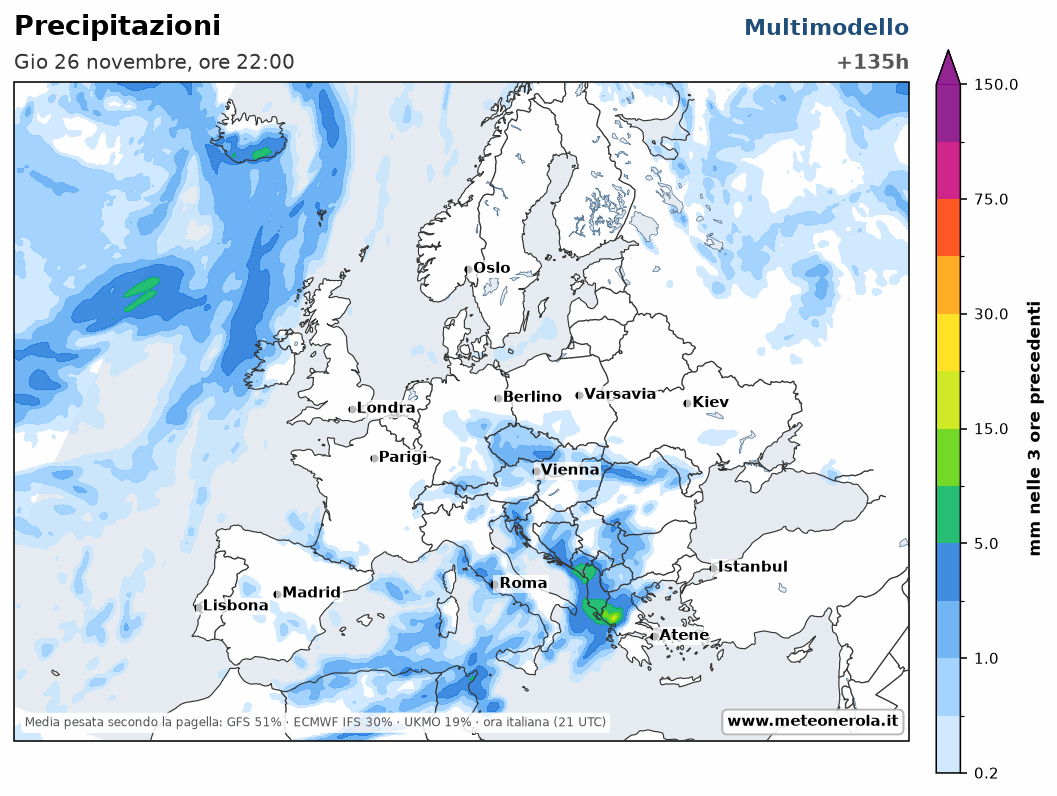 Precipitazioni
Multimodello
Gio 26 novembre, ore 22:00
+135h
150.0
75.0
30.0
15.0
5.0
1.0
0.2
mm nelle 3 ore precedenti
Oslo
Berlino
Varsavia
Kiev
Londra
Parigi
Vienna
Istanbul
Roma
Madrid
Lisbona
Atene
Media pesata secondo la pagella: GFS 51% · ECMWF IFS 30% · UKMO 19% · ora italiana (21 UTC)
www.meteonerola.it